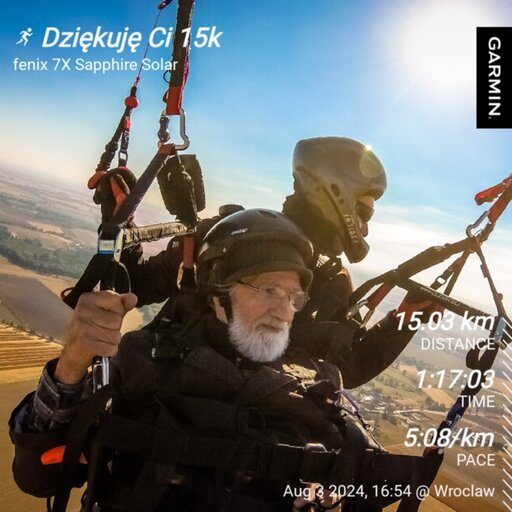 Dziękuję Ci 15k
fenix 7X Sapphire Solar
GARMIN
15.03 km
DISTANCE
1:17:03
TIME
5:08/km
PACE
Aug 3 2024, 16:54 @ Wroclaw